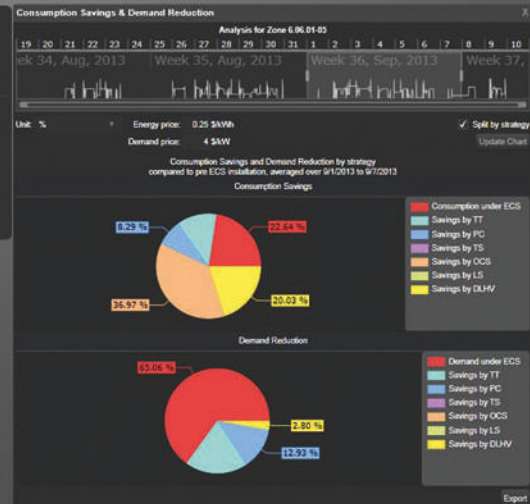 Consumption Savings & Demand Reduction X
Analysis for Zone 6.06.01-05
19 20 21 22 23 24 25 26 27 28 29 30 31 1 2 3 4 5 6 7 8 9 10
ek 34, Aug, 2013 Week 35, Aug, 2013 Week 36, Sep, 2013 Week 37,
Unit: % Energy price: 0.25 $/kWh Split by strategy
Demand price: 4 $/kW Update Chart
Consumption Savings and Demand Reduction by strategy
compared to pre ECS installation, averaged over 9/1/2013 to 9/7/2013
Consumption Savings
8.29 %
22.64 %
36.97 %
20.03 %
Consumption under ECS
Savings by TT
Savings by PC
Savings by TS
Savings by OCS
Savings by LS
Savings by DLHV
Demand Reduction
65.06 %
2.80 %
12.93 %
Demand under ECS
Savings by TT
Savings by PC
Savings by TS
Savings by OCS
Savings by LS
Savings by DLHV
Export